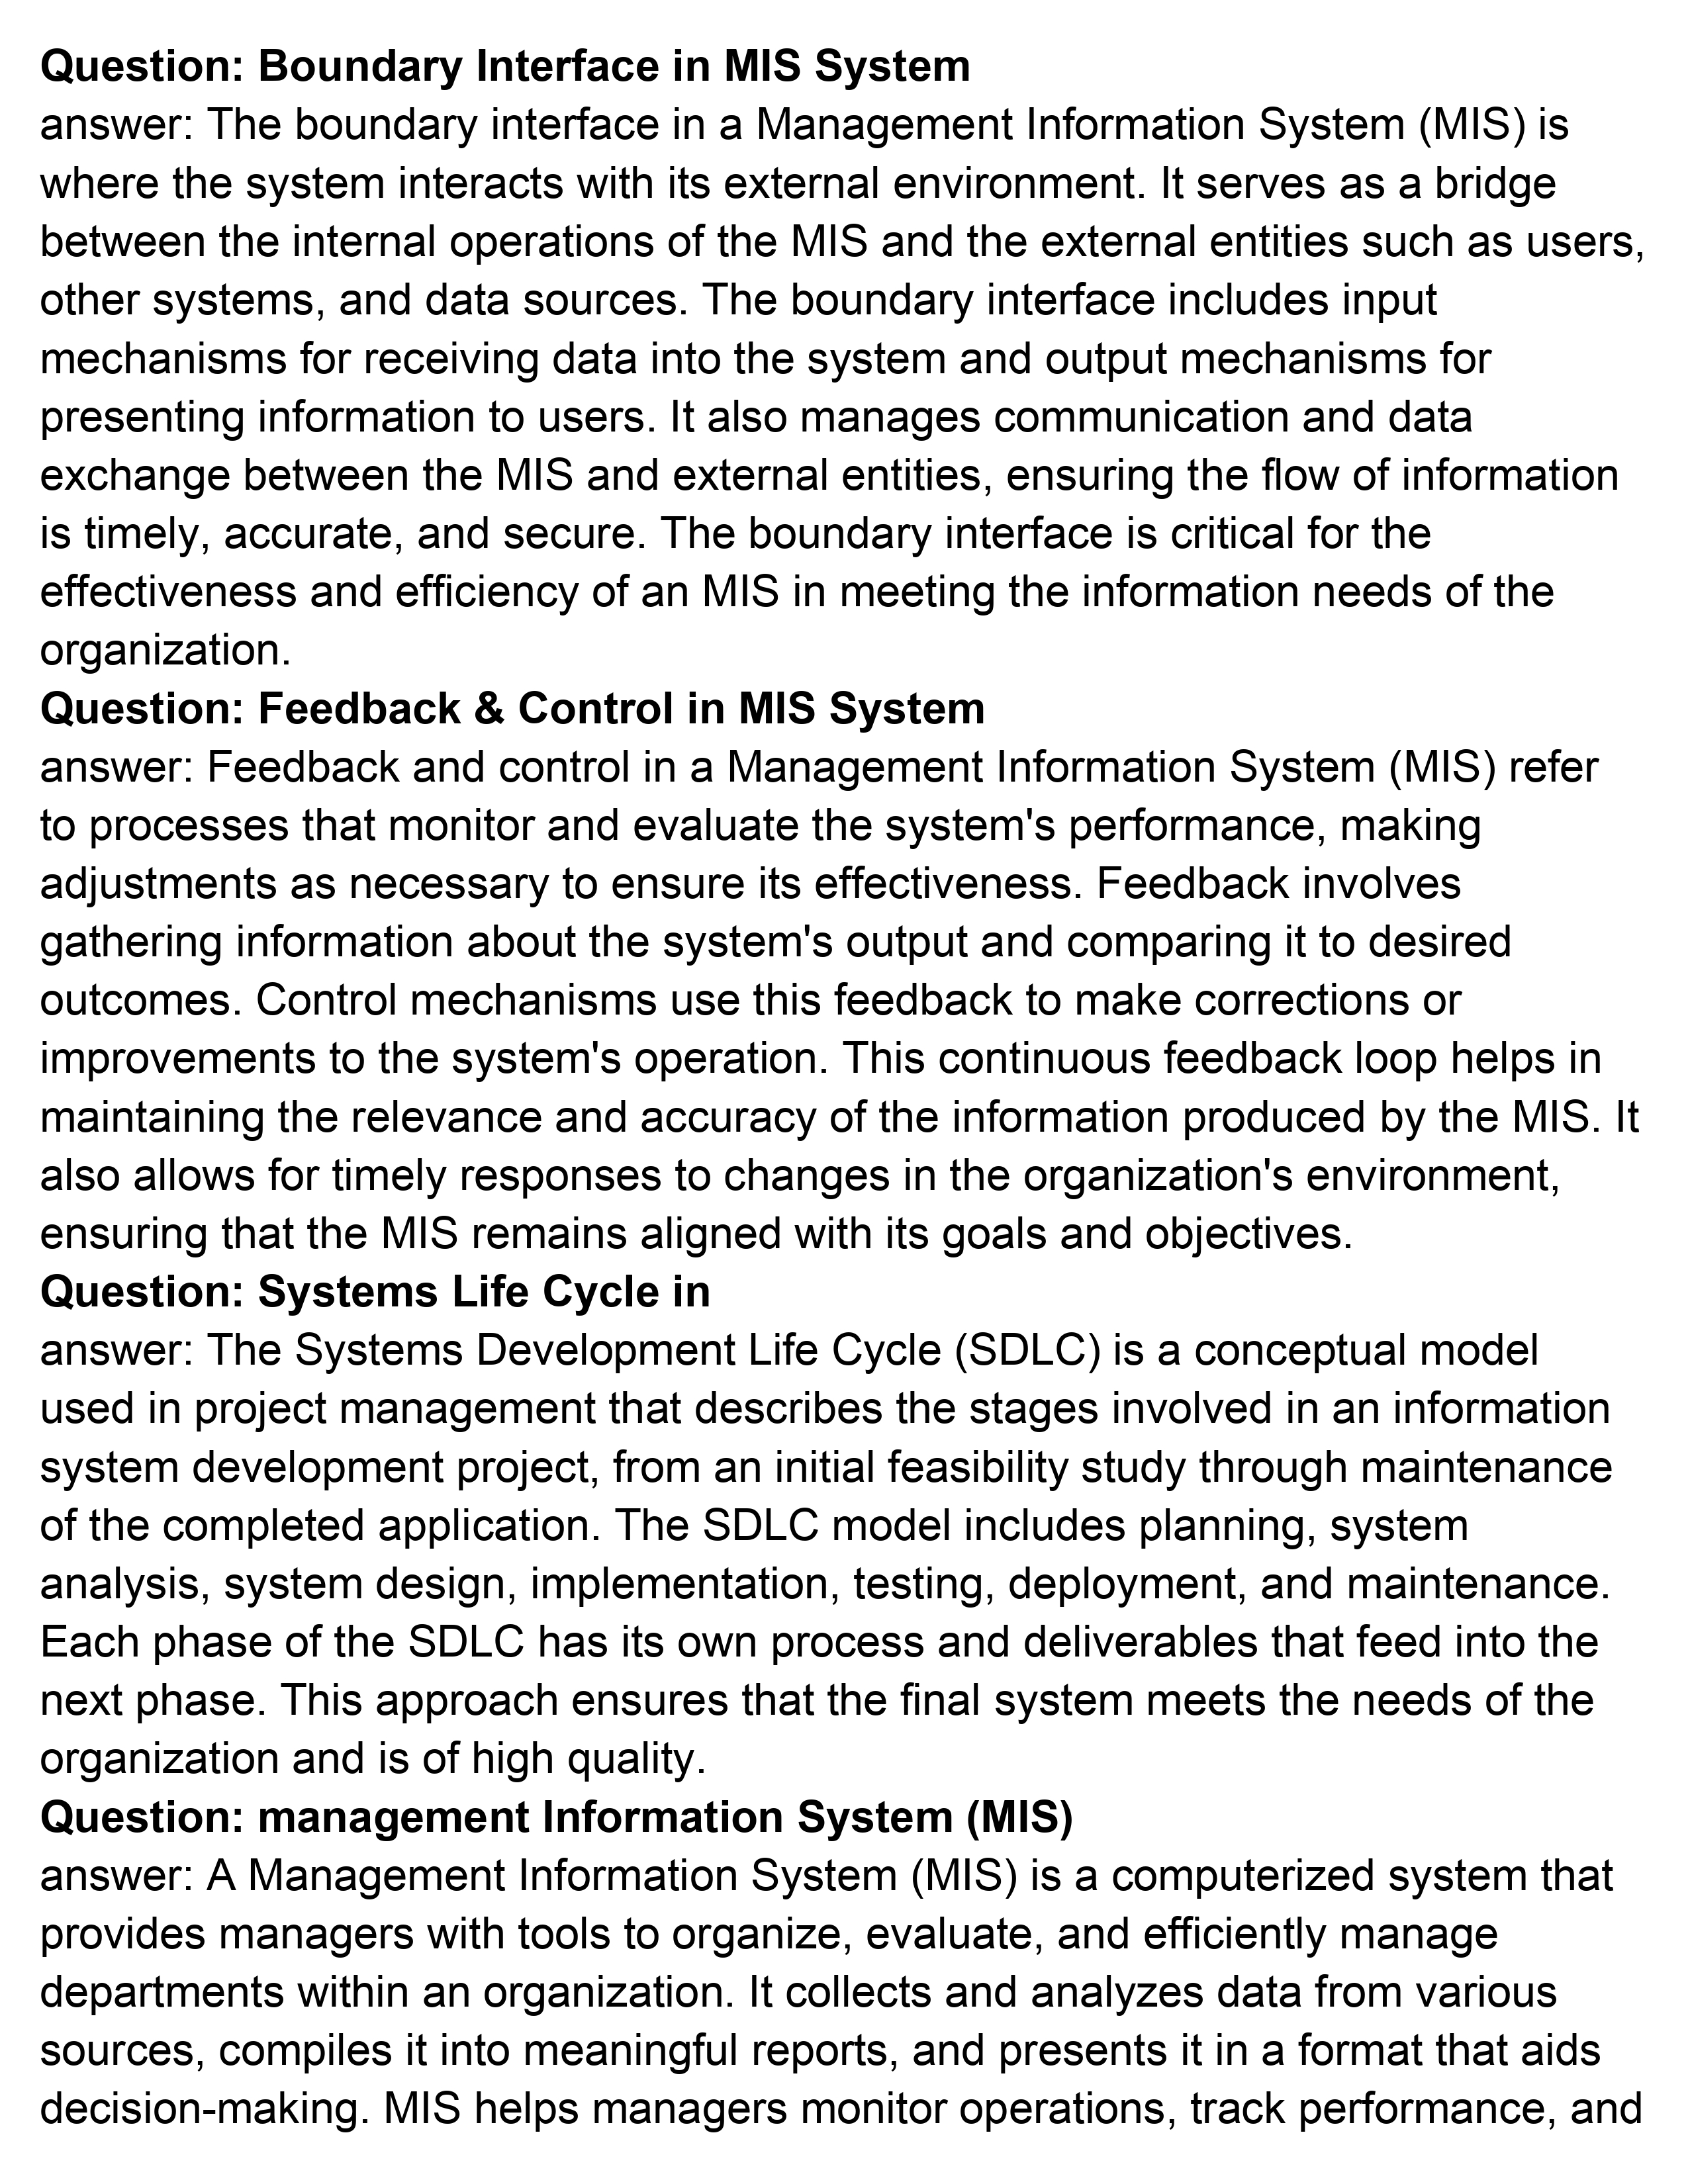 Question: Boundary Interface in MIS System
answer: The boundary interface in a Management Information System (MIS) is
where the system interacts with its external environment. It serves as a bridge
between the internal operations of the MIS and the external entities such as users,
other systems, and data sources. The boundary interface includes input
mechanisms for receiving data into the system and output mechanisms for
presenting information to users. It also manages communication and data
exchange between the MIS and external entities, ensuring the flow of information
is timely, accurate, and secure. The boundary interface is critical for the
effectiveness and efficiency of an MIS in meeting the information needs of the
organization.
Question: Feedback & Control in MIS System
answer: Feedback and control in a Management Information System (MIS) refer
to processes that monitor and evaluate the system's performance, making
adjustments as necessary to ensure its effectiveness. Feedback involves
gathering information about the system's output and comparing it to desired
outcomes. Control mechanisms use this feedback to make corrections or
improvements to the system's operation. This continuous feedback loop helps in
maintaining the relevance and accuracy of the information produced by the MIS. It
also allows for timely responses to changes in the organization's environment,
ensuring that the MIS remains aligned with its goals and objectives.
Question: Systems Life Cycle in
answer: The Systems Development Life Cycle (SDLC) is a conceptual model
used in project management that describes the stages involved in an information
system development project, from an initial feasibility study through maintenance
of the completed application. The SDLC model includes planning, system
analysis, system design, implementation, testing, deployment, and maintenance.
Each phase of the SDLC has its own process and deliverables that feed into the
next phase. This approach ensures that the final system meets the needs of the
organization and is of high quality.
Question: management Information System (MIS)
answer: A Management Information System (MIS) is a computerized system that
provides managers with tools to organize, evaluate, and efficiently manage
departments within an organization. It collects and analyzes data from various
sources, compiles it into meaningful reports, and presents it in a format that aids
decision-making. MIS helps managers monitor operations, track performance, and